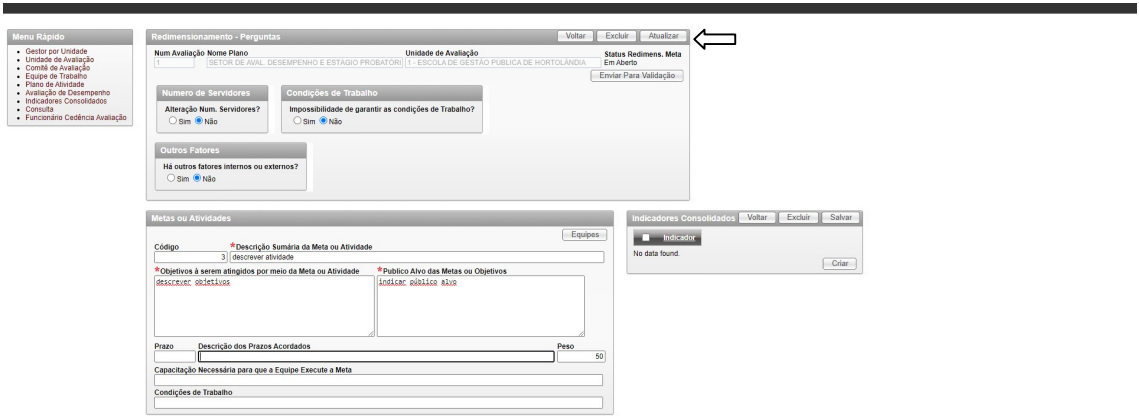 Menu Rápido
Gestor por Unidade
Unidade de Avaliação
Comitê de Avaliação
Equipe de Trabalho
Plano de Atividade
Avaliação de Desempenho
Indicadores Consolidados
Consulta
Funcionário Cedência Avaliação
Redimensionamento - Perguntas Voltar Excluir Atualizar
Num Avaliação Nome Plano Unidade de Avaliação Status Redimens. Meta
1 SETOR DE AVAL. DESEMPENHO E ESTÁGIO PROBATÓRI 1 - ESCOLA DE GESTÃO PÚBLICA DE HORTOLÂNDIA Em Aberto
Enviar Para Validação
Numero de Servidores Condições de Trabalho
Alteração Num. Servidores? Impossibilidade de garantir as condições de Trabalho?
Sim Não Sim Não
Outros Fatores
Há outros fatores internos ou externos?
Sim Não
Metas ou Atividades
Equipes
Código *Descrição Sumária da Meta ou Atividade
3 descrever atividade
*Objetivos à serem atingidos por meio da Meta ou Atividade *Publico Alvo das Metas ou Objetivos
descrever objetivos indicar público alvo
Prazo Descrição dos Prazos Acordados Peso
50
Capacitação Necessária para que a Equipe Execute a Meta
Condições de Trabalho
Indicadores Consolidados Voltar Excluir Salvar
Indicador
No data found.
Criar